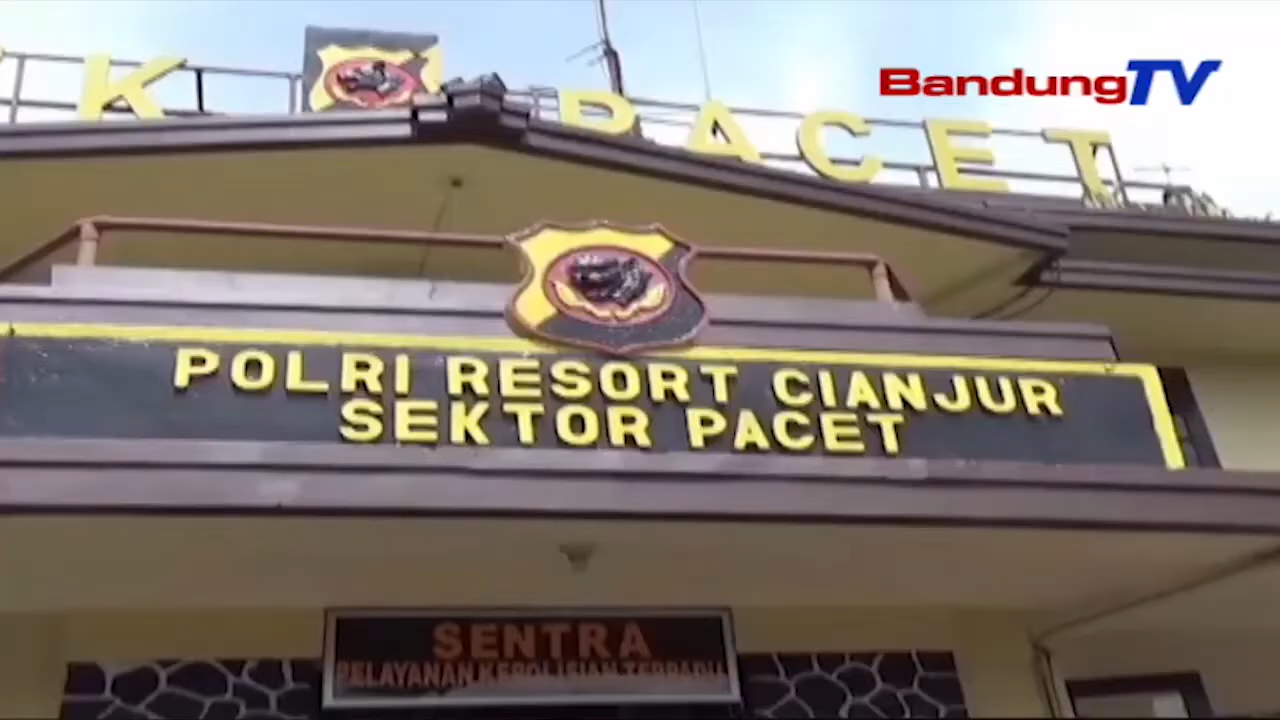 BandungTV
K PACET
POLRI RESORT CIANJUR
SEKTOR PACET
SENTRA
PELAYANAN KEPOLISIAN TERPADU